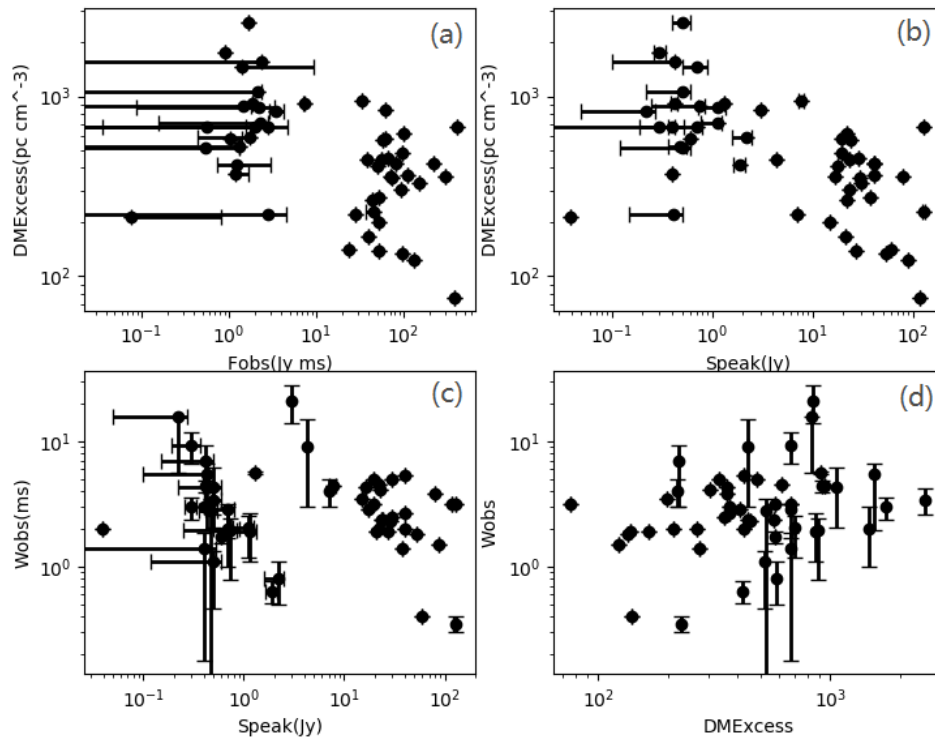 (a)
DMExcess(pc cm^-3)
10^3
10^2
10^-1 10^0 10^1 10^2
Fobs(Jy ms)
(b)
DMExcess(pc cm^-3)
10^3
10^2
10^-1 10^0 10^1 10^2
Speak(Jy)
(c)
Wobs(ms)
10^1
10^0
10^-1 10^0 10^1 10^2
Speak(Jy)
(d)
Wobs
10^1
10^0
10^2 10^3
DMExcess